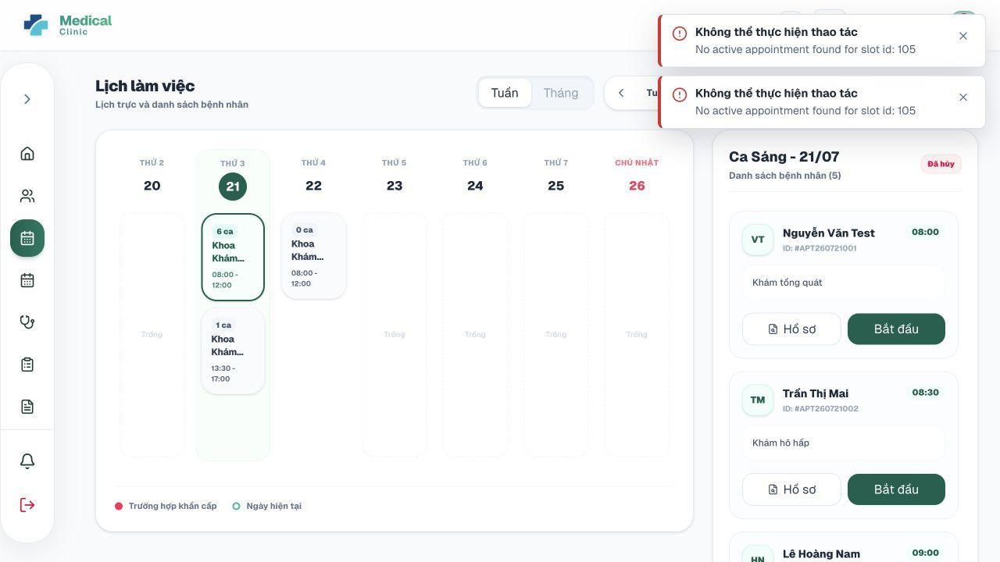 Medical
Clinic
Không thể thực hiện thao tác
No active appointment found for slot id: 105
Không thể thực hiện thao tác
No active appointment found for slot id: 105
Lịch làm việc
Lịch trực và danh sách bệnh nhân
Tuần
Tháng
THỨ 2
20
THỨ 3
21
THỨ 4
22
THỨ 5
23
THỨ 6
24
THỨ 7
25
CHỦ NHẬT
26
Trống
6 ca
Khoa
Khám...
08:00 -
12:00
1 ca
Khoa
Khám...
13:30 -
17:00
0 ca
Khoa
Khám...
08:00 -
12:00
Trống
Trống
Trống
Trống
Trường hợp khẩn cấp
Ngày hiện tại
Ca Sáng - 21/07
Danh sách bệnh nhân (5)
Đã hủy
VT
Nguyễn Văn Test
08:00
ID: #APT260721001
Khám tổng quát
Hồ sơ
Bắt đầu
TM
Trần Thị Mai
08:30
ID: #APT260721002
Khám hô hấp
Hồ sơ
Bắt đầu
HN
Lê Hoàng Nam
09:00